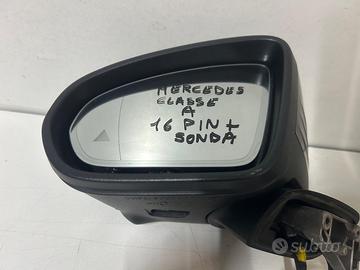 MERCEDES
CLASSE
A
16 PIN +
SONDA
subito